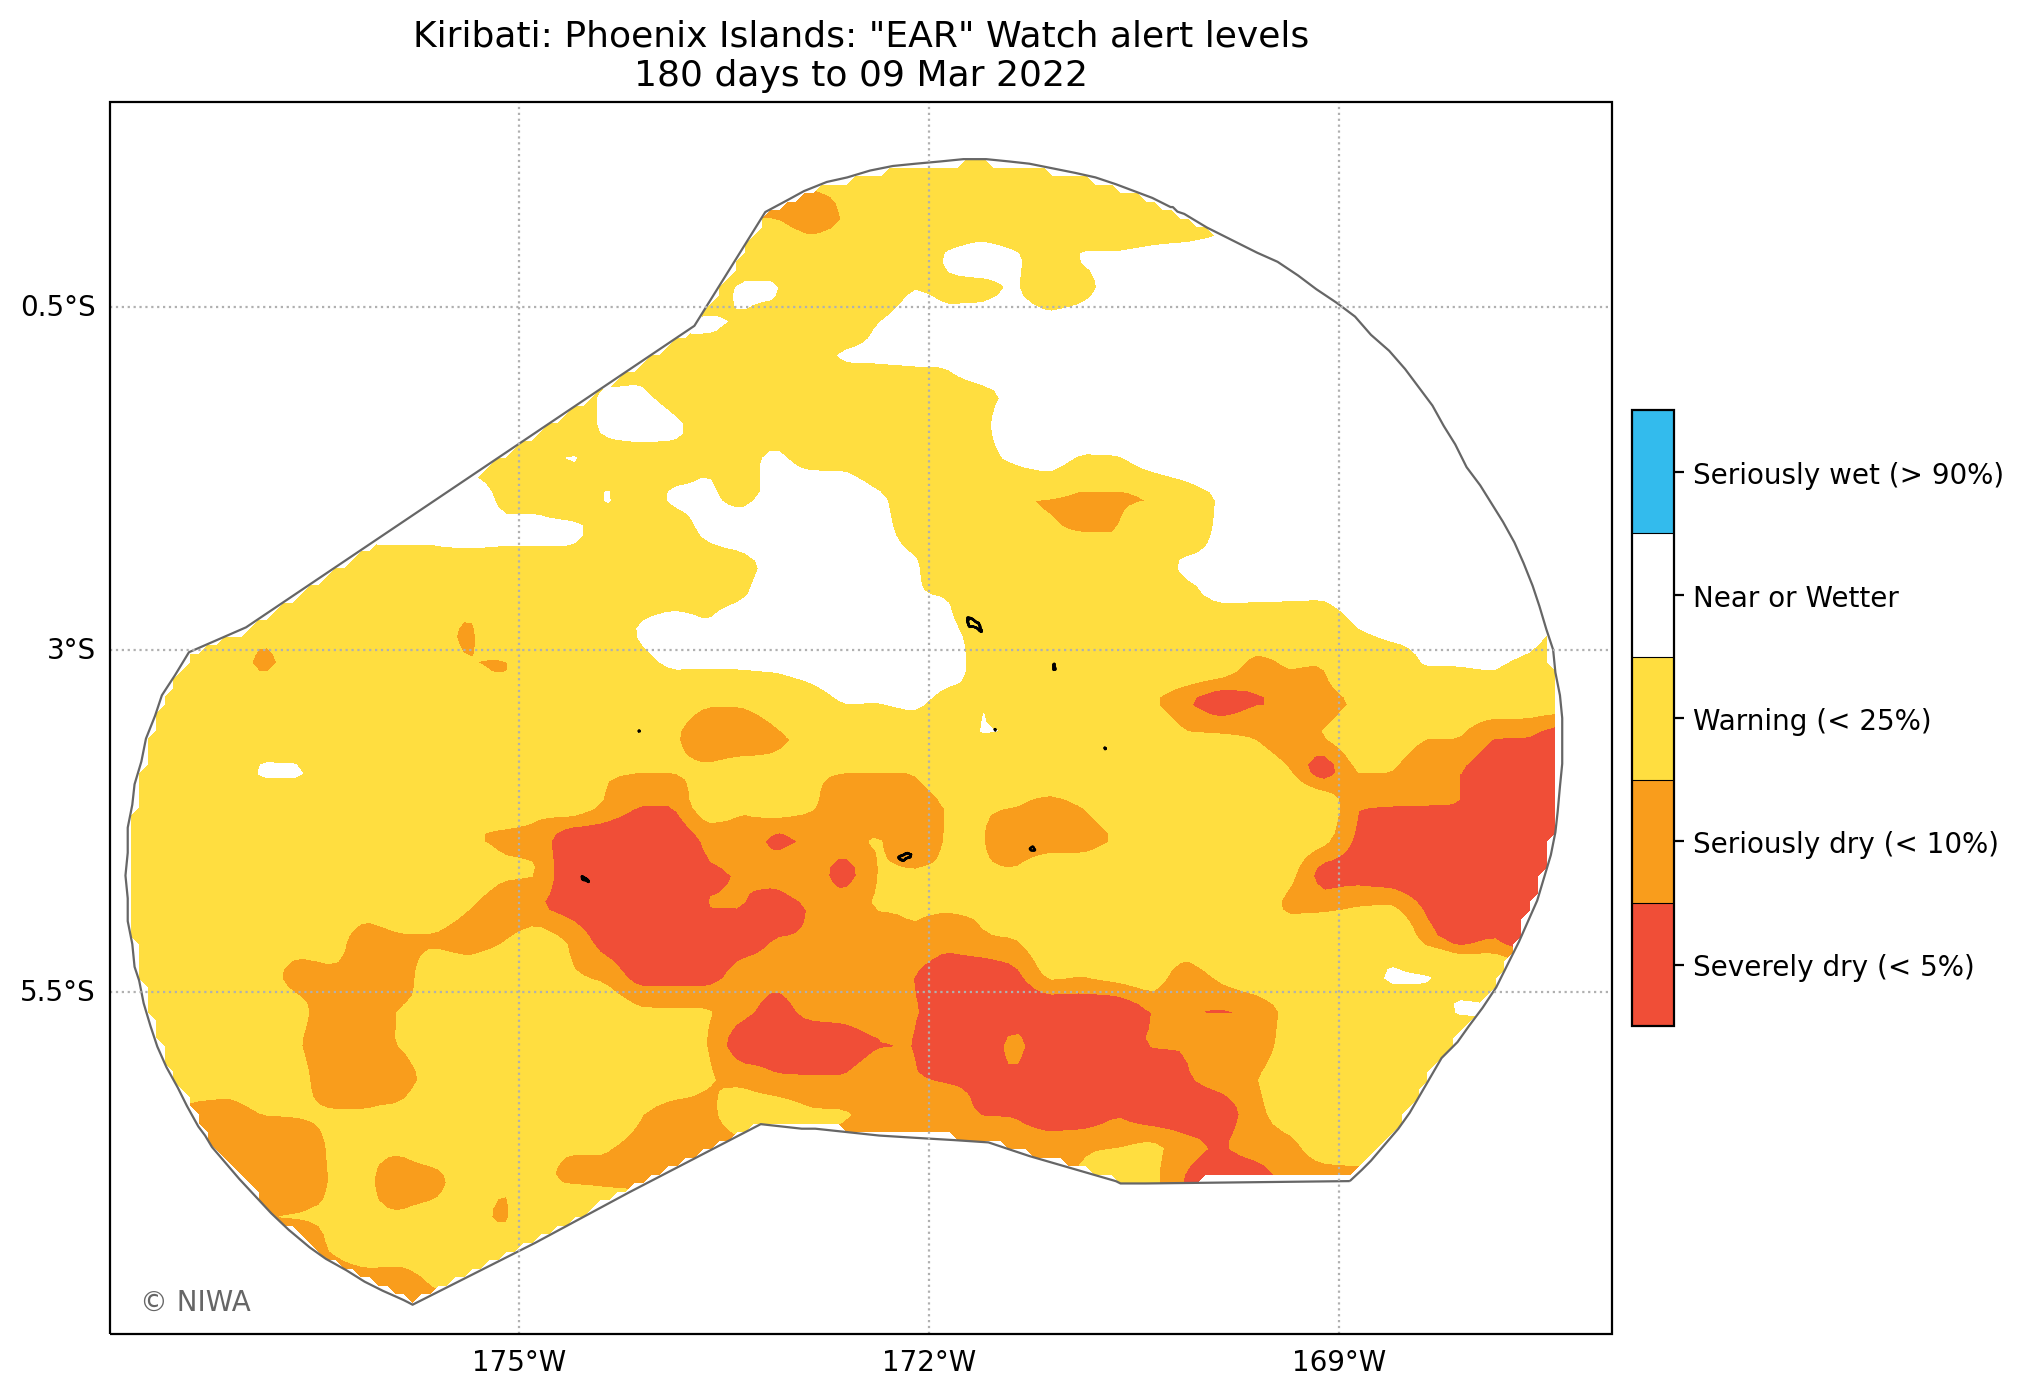 Kiribati: Phoenix Islands: "EAR" Watch alert levels
180 days to 09 Mar 2022
0.5°S
3°S
5.5°S
175°W
172°W
169°W
Seriously wet (> 90%)
Near or Wetter
Warning (< 25%)
Seriously dry (< 10%)
Severely dry (< 5%)
© NIWA